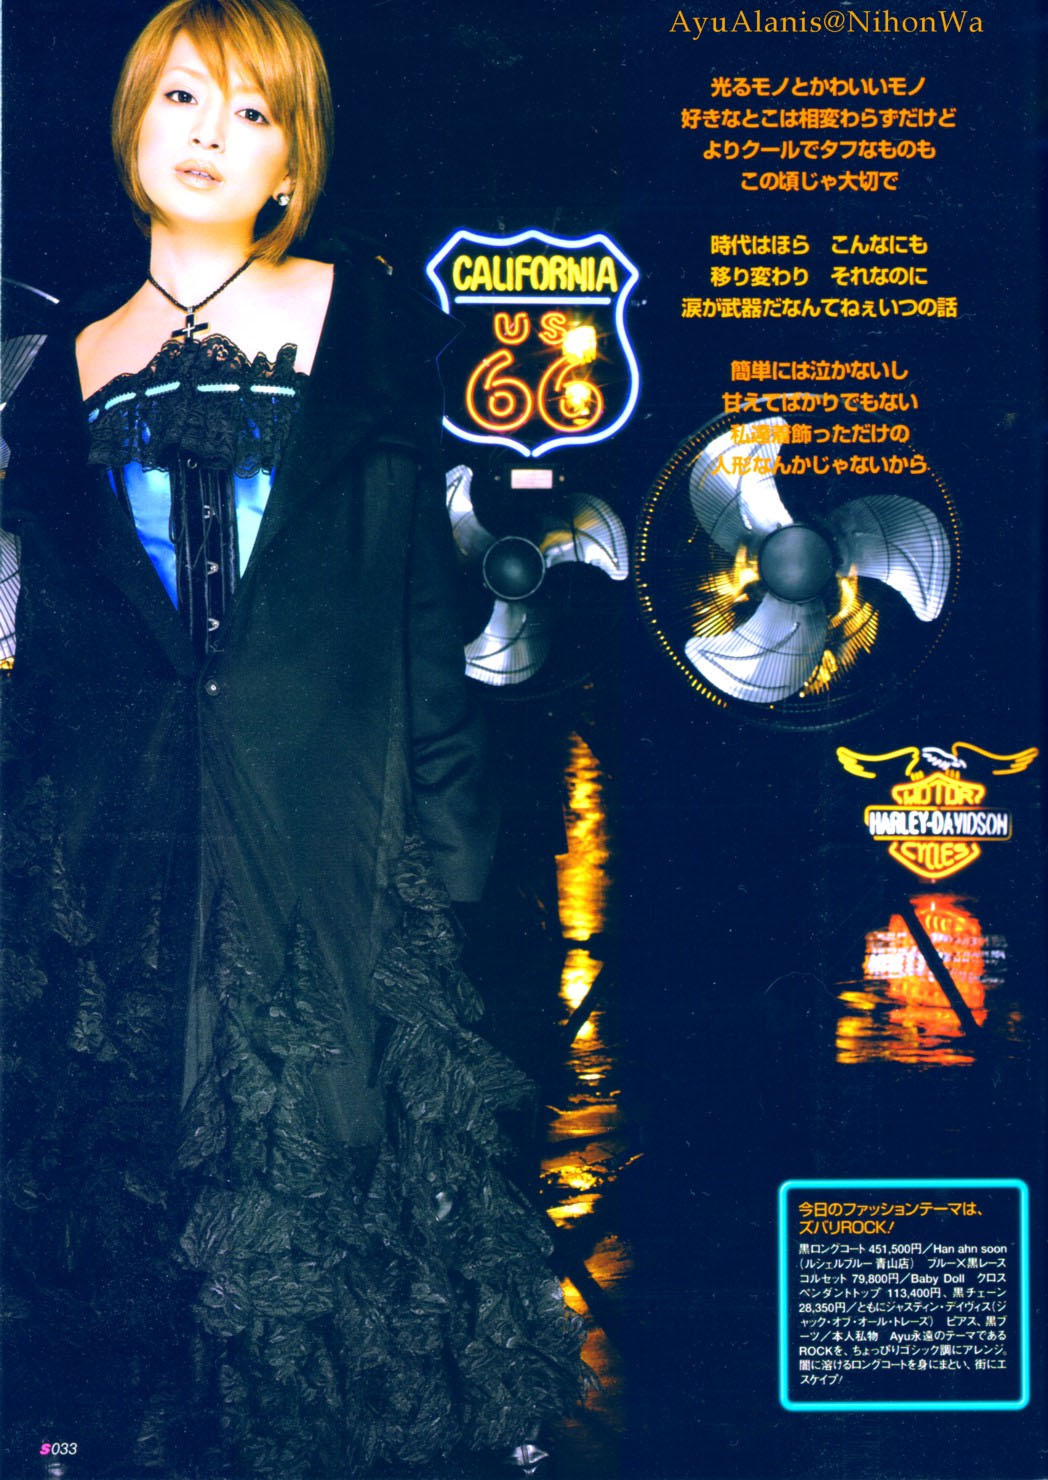 AyuAlanis@NihonWa
光るモノとかわいいモノ
好きなとこは相変わらずだけど
よりクールでタフなものも
この頃じゃ大切で
時代はほら こんなにも
移り変わり それなのに
涙が武器だなんてねぇいつの話
簡単には泣かないし
甘えてばかりでもない
私達着飾っただけの
人形なんかじゃないから
CALIFORNIA
US
66
MOTOR
HARLEY-DAVIDSON
CYCLES
今日のファッションテーマは、
ズバリROCK!
黒ロングコート 451,500円／Han ahn soon
（ルシェルブルー 青山店） ブルー×黒レース
コルセット 79,800円／Baby Doll クロス
ペンダントトップ 113,400円、黒チェーン
28,350円／ともにジャスティン・デイヴィス（ジ
ャック・オブ・オール・トレーズ） ピアス、黒ブ
ーツ／本人私物 Ayu永遠のテーマである
ROCKを、ちょっぴりゴシック調にアレンジ。
闇に溶けるロングコートを身にまとい、街にエ
スケイプ!
S033